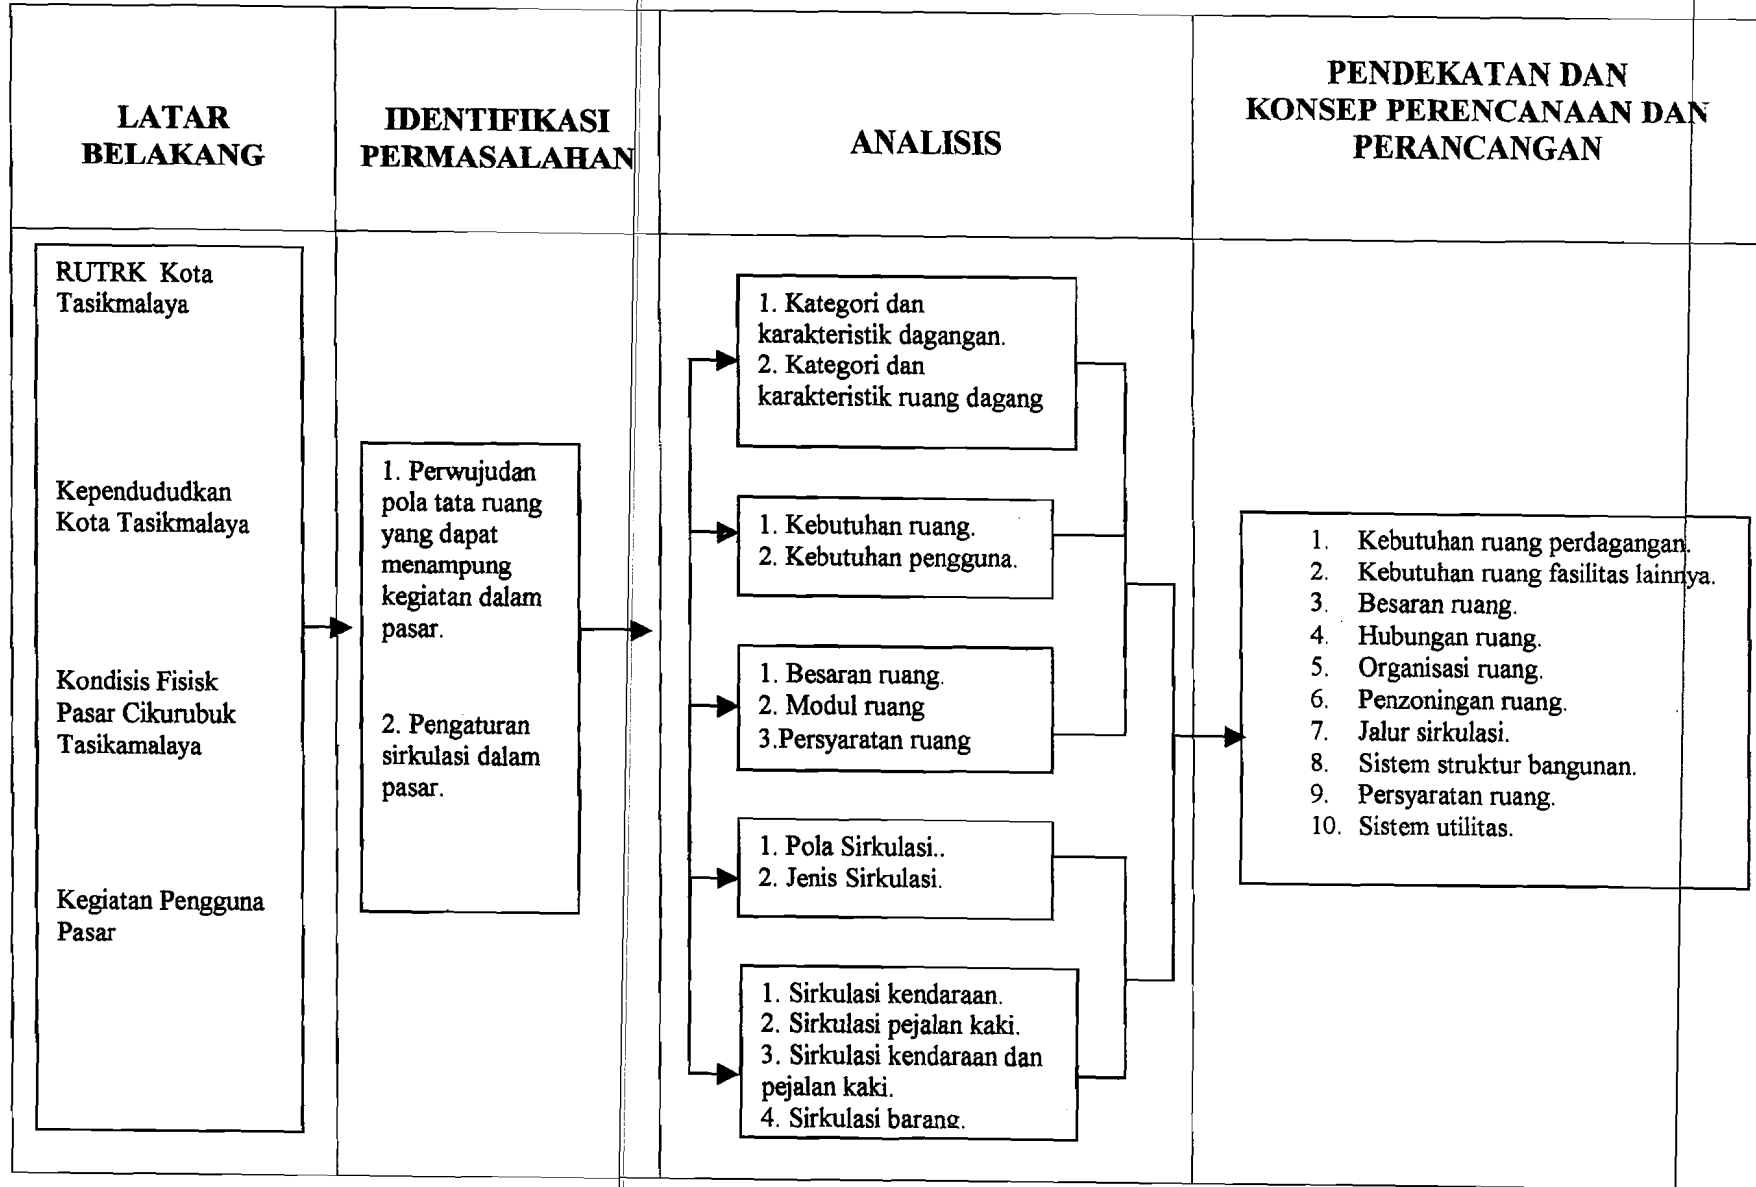 LATAR
BELAKANG
IDENTIFIKASI
PERMASALAHAN
ANALISIS
PENDEKATAN DAN
KONSEP PERENCANAAN DAN
PERANCANGAN
RUTRK Kota
Tasikmalaya
Kependududkan
Kota Tasikmalaya
Kondisis Fisisk
Pasar Cikurubuk
Tasikamalaya
Kegiatan Pengguna
Pasar
1. Perwujudan
pola tata ruang
yang dapat
menampung
kegiatan dalam
pasar.
2. Pengaturan
sirkulasi dalam
pasar.
1. Kategori dan
karakteristik dagangan.
2. Kategori dan
karakteristik ruang dagang
1. Kebutuhan ruang.
2. Kebutuhan pengguna.
1. Besaran ruang.
2. Modul ruang
3.Persyaratan ruang
1. Pola Sirkulasi..
2. Jenis Sirkulasi.
1. Sirkulasi kendaraan.
2. Sirkulasi pejalan kaki.
3. Sirkulasi kendaraan dan
pejalan kaki.
4. Sirkulasi barang.
1. Kebutuhan ruang perdagangan.
2. Kebutuhan ruang fasilitas lainnya.
3. Besaran ruang.
4. Hubungan ruang.
5. Organisasi ruang.
6. Penzoningan ruang.
7. Jalur sirkulasi.
8. Sistem struktur bangunan.
9. Persyaratan ruang.
10. Sistem utilitas.